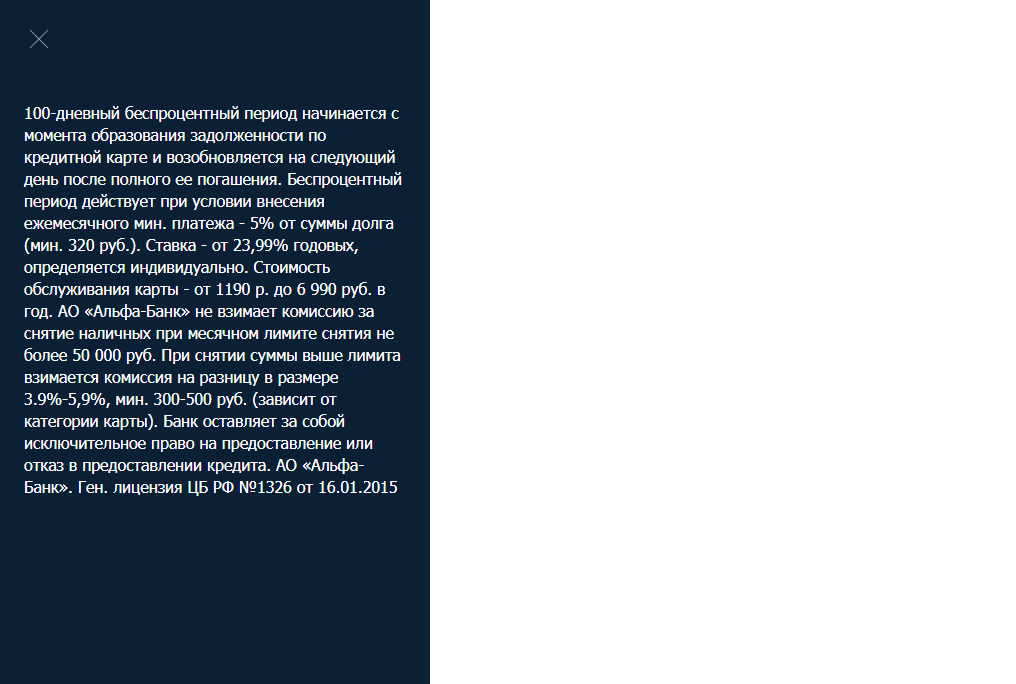 100-дневный беспроцентный период начинается с
момента образования задолженности по
кредитной карте и возобновляется на следующий
день после полного ее погашения. Беспроцентный
период действует при условии внесения
ежемесячного мин. платежа - 5% от суммы долга
(мин. 320 руб.). Ставка - от 23,99% годовых,
определяется индивидуально. Стоимость
обслуживания карты - от 1190 р. до 6 990 руб. в
год. АО «Альфа-Банк» не взимает комиссию за
снятие наличных при месячном лимите снятия не
более 50 000 руб. При снятии суммы выше лимита
взимается комиссия на разницу в размере
3.9%-5,9%, мин. 300-500 руб. (зависит от
категории карты). Банк оставляет за собой
исключительное право на предоставление или
отказ в предоставлении кредита. АО «Альфа-
Банк». Ген. лицензия ЦБ РФ №1326 от 16.01.2015